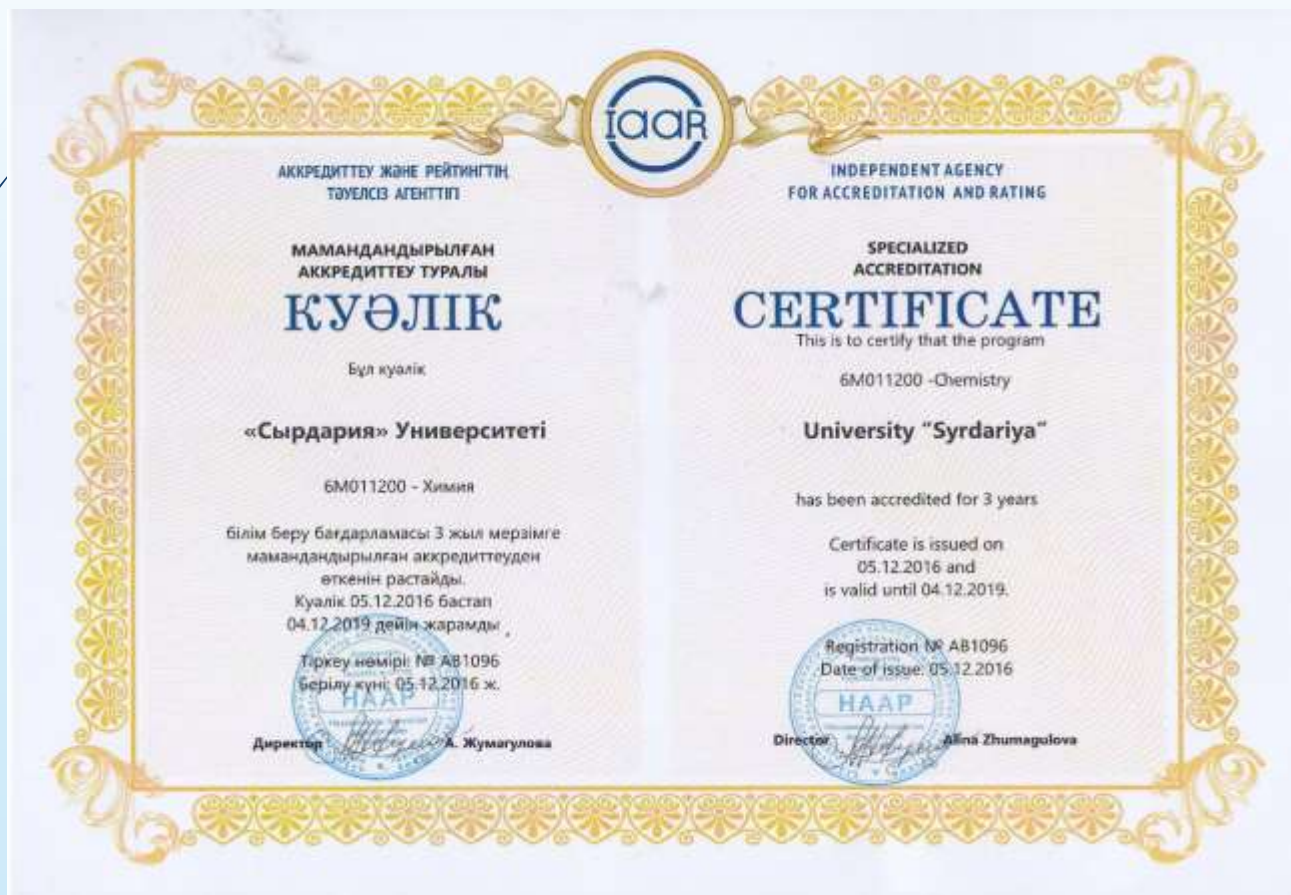 IAAR
АККРЕДИТТЕУ ЖӘНЕ РЕЙТИНГТІҢ
ТӘУЕЛСІЗ АГЕНТТІГІ
МАМАНДАНДЫРЫЛҒАН
АККРЕДИТТЕУ ТУРАЛЫ
КУӘЛІК
Бұл куәлік
«Сырдария» Университеті
6М011200 - Химия
білім беру бағдарламасы 3 жыл мерзімге
мамандандырылған аккредиттеуден
өткенін растайды.
Куәлік 05.12.2016 бастап
04.12.2019 дейін жарамды
Тіркеу нөмірі: № АВ1096
Берілу күні: 05.12.2016 ж.
НААР
Директор А. Жумагулова
INDEPENDENT AGENCY
FOR ACCREDITATION AND RATING
SPECIALIZED
ACCREDITATION
CERTIFICATE
This is to certify that the program
6M011200 -Chemistry
University "Syrdariya"
has been accredited for 3 years
Certificate is issued on
05.12.2016 and
is valid until 04.12.2019.
Registration № AB1096
Date of issue: 05.12.2016
НААР
Director Alina Zhumagulova